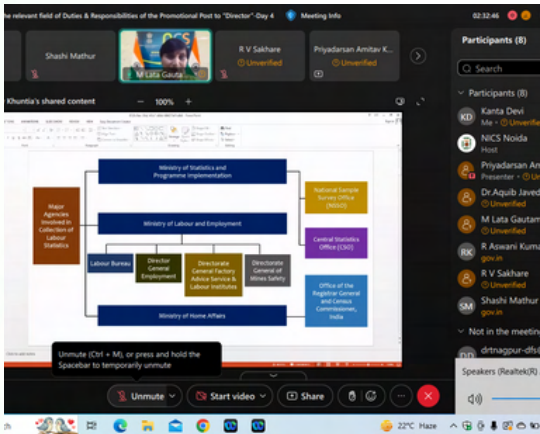 he relevant field of Duties & Responsibilities of the Promotional Post to "Director"-Day 4
Meeting Info
02:32:46
Shashi Mathur
M Lata Gauta
R V Sakhare
Unverified
Priyadarsan Amitav K...
Unverified
Khuntia's shared content
100%
Major
Agencies
Involved in
Collection of
Labour
Statistics
Ministry of Statistics and
Programme Implementation
National Sample
Survey Office
(NSSO)
Ministry of Labour and Employment
Central Statistics
Office (CSO)
Labour Bureau
Director
General
Employment
Directorate
General Factory
Advice Service &
Labour Institutes
Directorate
General of
Mines Safety
Office of the
Registrar General
and Census
Commissioner,
India
Ministry of Home Affairs
Unmute (Ctrl + M), or press and hold the
Spacebar to temporarily unmute
Unmute
Start video
Share
Participants (8)
Search
Participants (8)
KD
Kanta Devi
Me • Unverifie
NICS Noida
Host
Priyadarsan Am
Presenter • Un
Dr.Aquib Javed
Unverified
M Lata Gautam
Unverified
RK
R Aswani Kuma
gov.in
R V Sakhare
Unverified
SM
Shashi Mathur
gov.in
Not in the meeting
DD
drtnagpur-dfs(
Speakers (Realtek(R)
22°C Haze